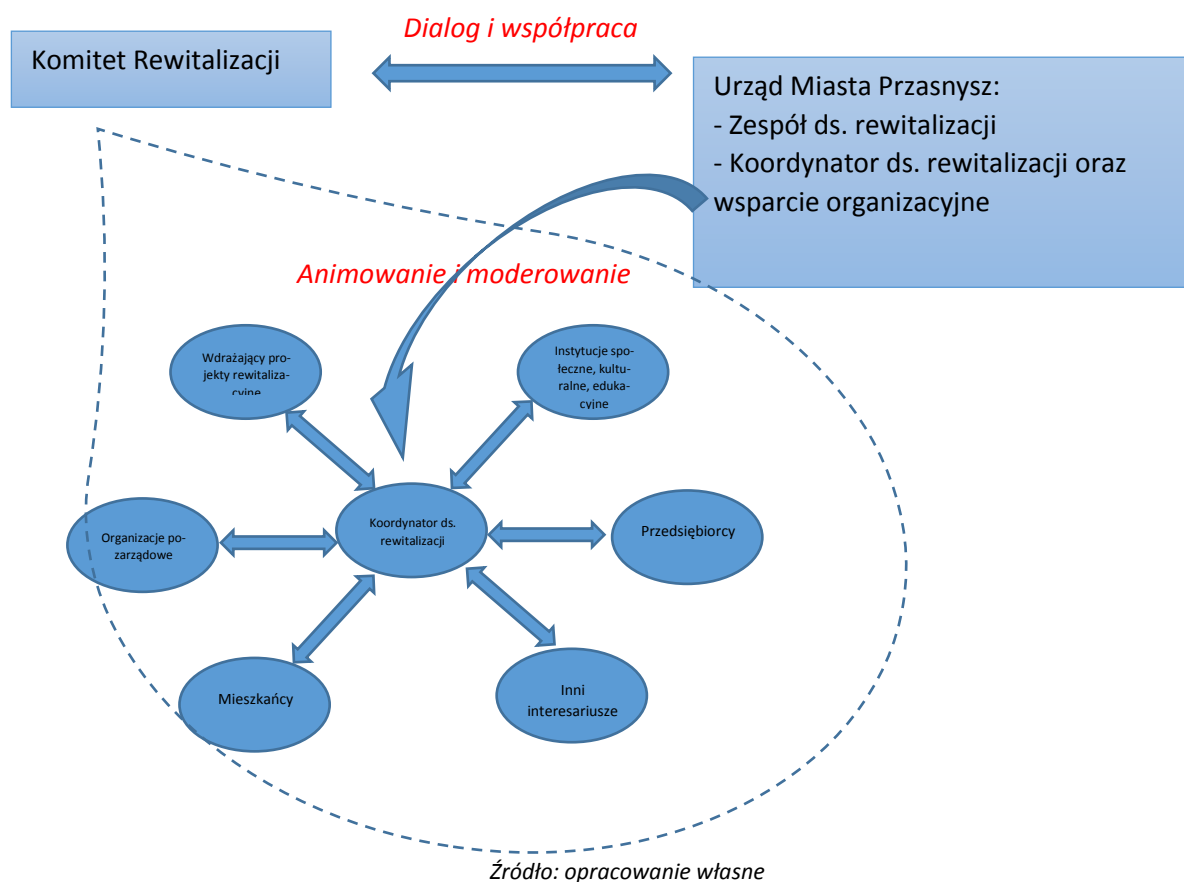 Dialog i współpraca
Komitet Rewitalizacji
Urząd Miasta Przasnysz:
- Zespół ds. rewitalizacji
- Koordynator ds. rewitalizacji oraz
wsparcie organizacyjne
Animowanie i moderowanie
Wdrażający pro-
jekty rewitaliza-
cyjne
Instytucje spo-
łeczne, kultu-
ralne, eduka-
cyjne
Koordynator ds.
rewitalizacji
Organizacje po-
zarządowe
Przedsiębiorcy
Mieszkańcy
Inni
interesariusze
Źródło: opracowanie własne